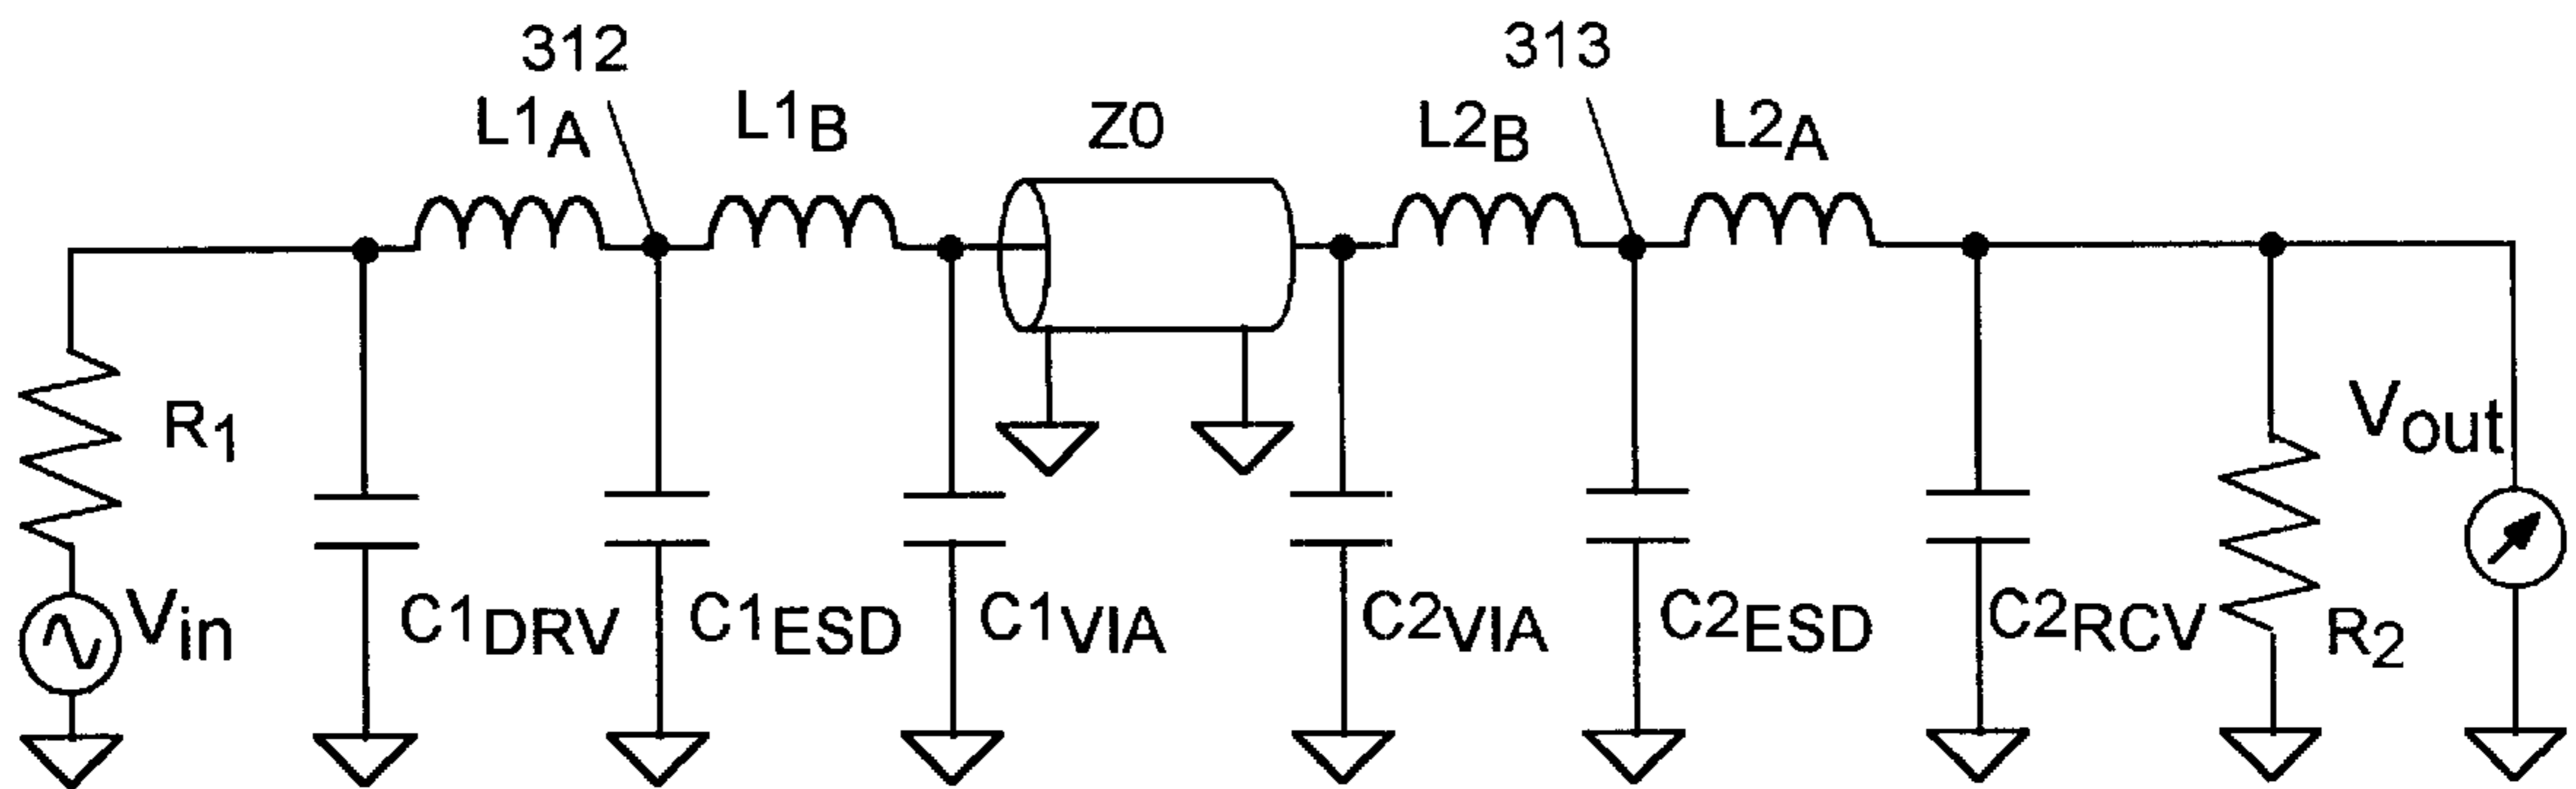 312
313
L1A
L1B
Z0
L2B
L2A
R1
Vout
Vin
C1DRV
C1ESD
C1VIA
C2VIA
C2ESD
C2RCV
R2